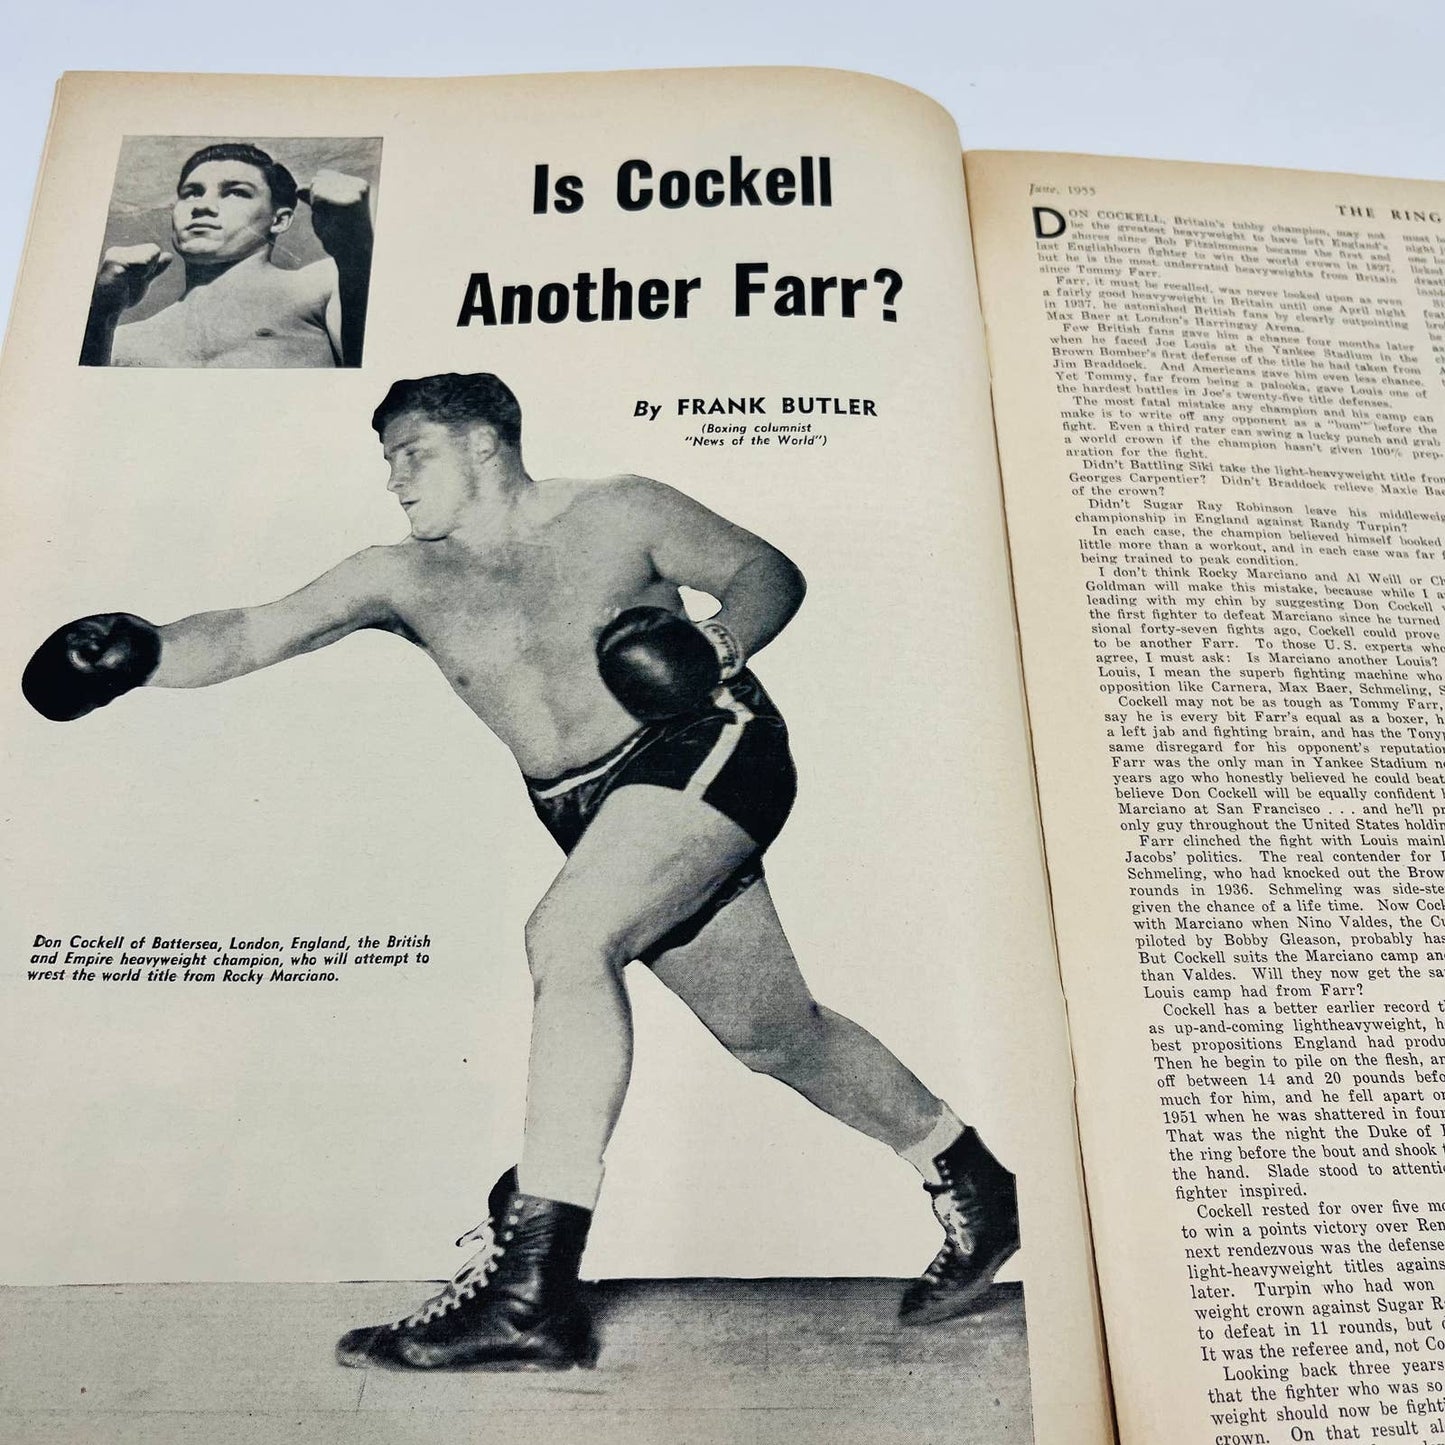 Is Cockell
Another Farr?
By FRANK BUTLER
(Boxing columnist
"News of the World")
Don Cockell of Battersea, London, England, the British
and Empire heavyweight champion, who will attempt to
wrest the world title from Rocky Marciano.
June, 1955
THE RING
DON COCKELL, Britain's tubby champion, may not
be the greatest heavyweight to have left England's
shores since Bob Fitzsimmons became the first and
last Englishborn fighter to win the world crown in 1897,
but he is the most underrated heavyweights from Britain
since Tommy Farr.
Farr, it must be recalled, was never looked upon as even
a fairly good heavyweight in Britain until one April night
in 1937, he astonished British fans by clearly outpointing
Max Baer at London's Harringay Arena.
Few British fans gave him a chance four months later
when he faced Joe Louis at the Yankee Stadium in the
Brown Bomber's first defense of the title he had taken from
Jim Braddock. And Americans gave him even less chance.
Yet Tommy, far from being a palooka, gave Louis one of
the hardest battles in Joe's twenty-five title defenses.
The most fatal mistake any champion and his camp can
make is to write off any opponent as a "bum" before the
fight. Even a third rater can swing a lucky punch and grab
a world crown if the champion hasn't given 100% prep-
aration for the fight.
Didn't Battling Siki take the light-heavyweight title from
Georges Carpentier? Didn't Braddock relieve Maxie Bae
of the crown?
Didn't Sugar Ray Robinson leave his middleweig
championship in England against Randy Turpin?
In each case, the champion believed himself booked
little more than a workout, and in each case was far f
being trained to peak condition.
I don't think Rocky Marciano and Al Weill or Ch
Goldman will make this mistake, because while I a
leading with my chin by suggesting Don Cockell
the first fighter to defeat Marciano since he turned
sional forty-seven fights ago, Cockell could prove
to be another Farr. To those U.S. experts who
agree, I must ask: Is Marciano another Louis?
Louis, I mean the superb fighting machine who
opposition like Carnera, Max Baer, Schmeling, S
Cockell may not be as tough as Tommy Farr,
say he is every bit Farr's equal as a boxer, h
a left jab and fighting brain, and has the Tonyp
same disregard for his opponent's reputation
Farr was the only man in Yankee Stadium ne
years ago who honestly believed he could beat
believe Don Cockell will be equally confident
Marciano at San Francisco . . . and he'll pr
only guy throughout the United States holdin
Farr clinched the fight with Louis mainl
Jacobs' politics. The real contender for
Schmeling, who had knocked out the Brow
rounds in 1936. Schmeling was side-ste
given the chance of a life time. Now Cock
with Marciano when Nino Valdes, the Cu
piloted by Bobby Gleason, probably has
But Cockell suits the Marciano camp and
than Valdes. Will they now get the sa
Louis camp had from Farr?
Cockell has a better earlier record t
as up-and-coming lightheavyweight, h
best propositions England had produ
Then he begin to pile on the flesh, an
off between 14 and 20 pounds befo
much for him, and he fell apart on
1951 when he was shattered in four
That was the night the Duke of
the ring before the bout and shook
the hand. Slade stood to attentio
fighter inspired.
Cockell rested for over five mo
to win a points victory over Ren
next rendezvous was the defense
light-heavyweight titles against
later. Turpin who had won
weight crown against Sugar R
to defeat in 11 rounds, but
It was the referee and, not Co
Looking back three years
that the fighter who was so
weight should now be fighti
crown. On that result al